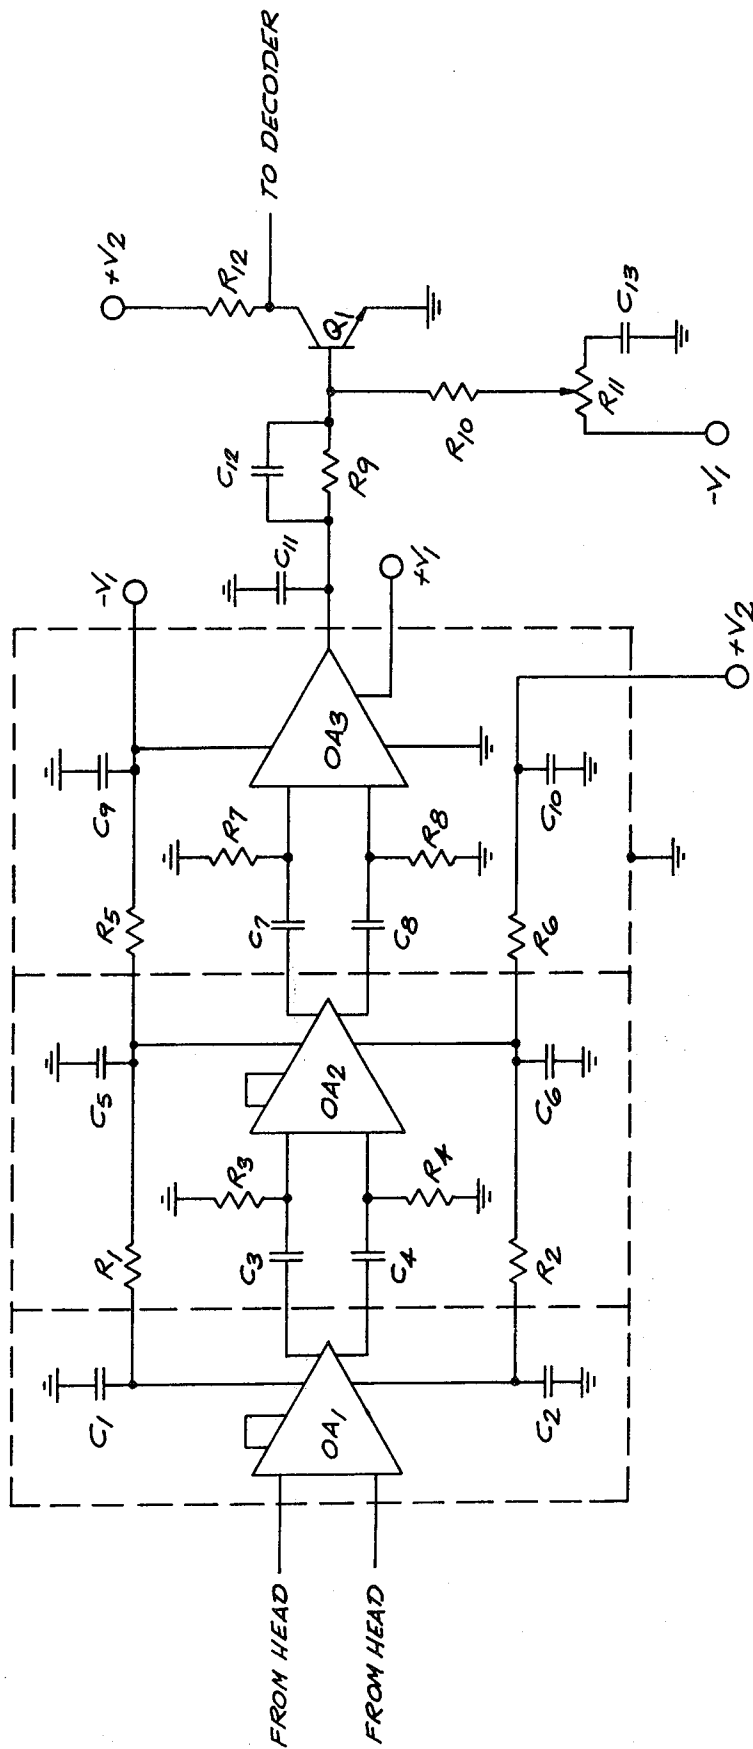 FROM HEAD
FROM HEAD
OA1
OA2
OA3
C1
C2
R1
R2
C3
C4
R3
R4
C5
C6
R5
R6
C7
C8
R7
R8
C9
C10
-V1
+V2
+V1
C11
C12
R9
R10
R11
C13
-V1
Q1
R12
+V2
TO DECODER